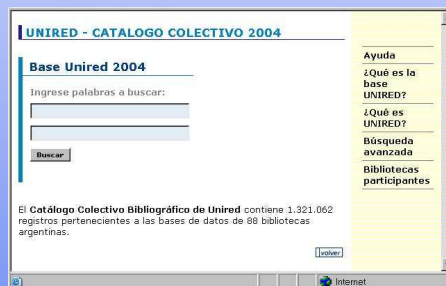 UNIRED - CATALOGO COLECTIVO 2004
Base Unired 2004
Ingrese palabras a buscar:
Buscar
El Catálogo Colectivo Bibliográfico de Unired contiene 1.321.062
registros pertenecientes a las bases de datos de 88 bibliotecas
argentinas.
volver
Ayuda
¿Qué es la
base
UNIRED?
¿Qué es
UNIRED?
Búsqueda
avanzada
Bibliotecas
participantes
Internet